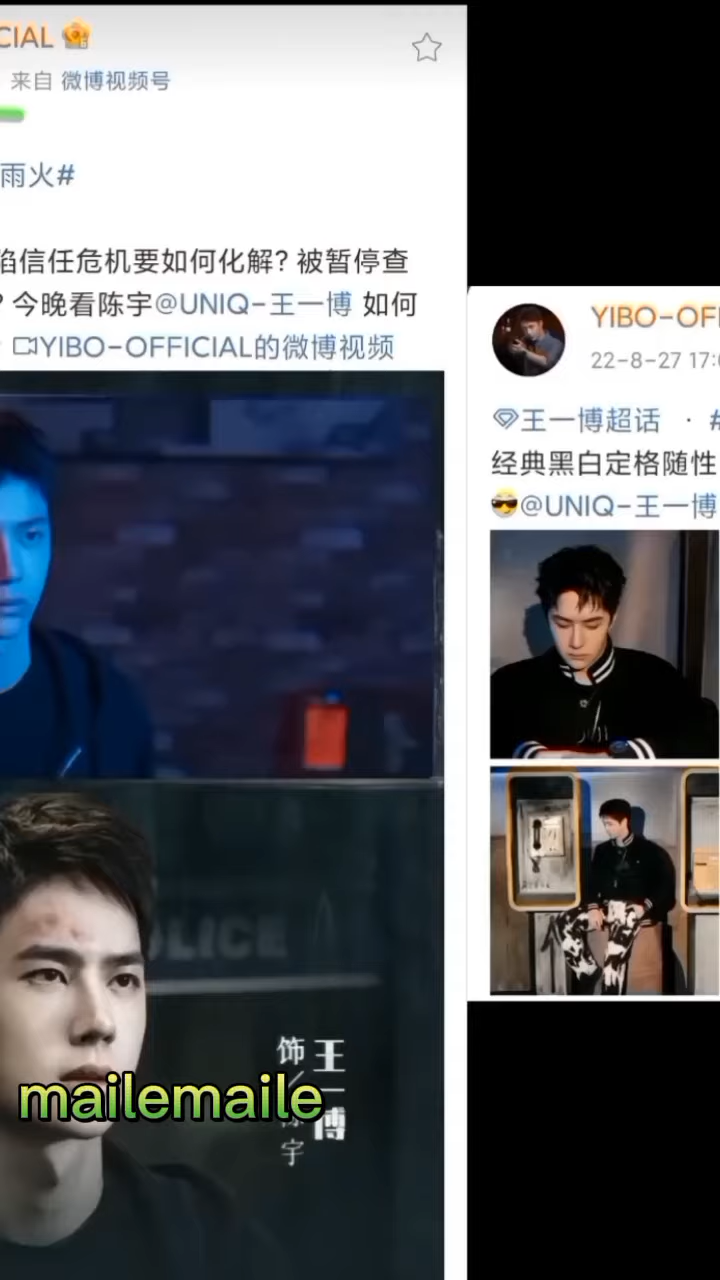 CIAL
来自 微博视频号
雨火#
陷信任危机要如何化解? 被暂停查
? 今晚看陈宇@UNIQ-王一博 如何
YIBO-OFFICIAL的微博视频
YIBO-OFF
22-8-27 17:0
王一博超话 · #
经典黑白定格随性
😎@UNIQ-王一博
OLICE
饰 王一博
陈宇
mailemaile